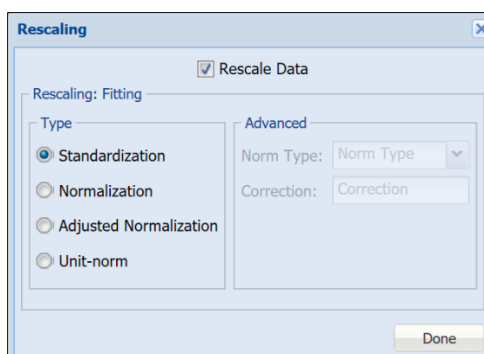 Rescaling
Rescale Data
Rescaling: Fitting
Type
Advanced
Standardization
Norm Type: Norm Type
Normalization
Correction: Correction
Adjusted Normalization
Unit-norm
Done